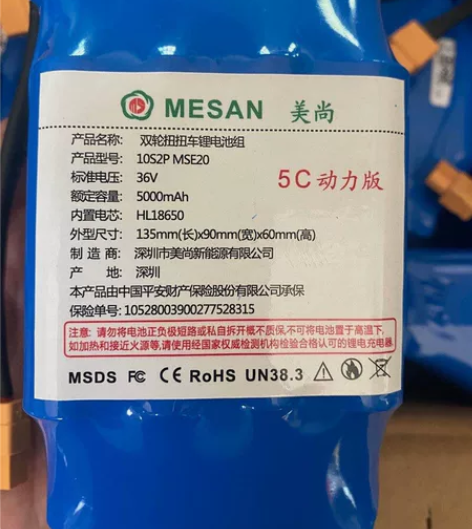 MESAN 美尚
产品名称: 双轮扭扭车锂电池组
产品型号: 10S2P MSE20
标准电压: 36V
额定容量: 5000mAh
5C动力版
内置电芯: HL18650
外型尺寸: 135mm(长)x90mm(宽)x60mm(高)
制 造 商: 深圳市美尚新能源有限公司
产 地: 深圳
本产品由中国平安财产保险股份有限公司承保
保险单号: 10528003900277528315
注意: 请勿将电池正负极短路或私自拆开概不质保,不可将电池置于高温下,
如加热和接近火源等,请使用经国家权威检测机构检验合格认可的锂电充电器
MSDS FC CE RoHS UN38.3